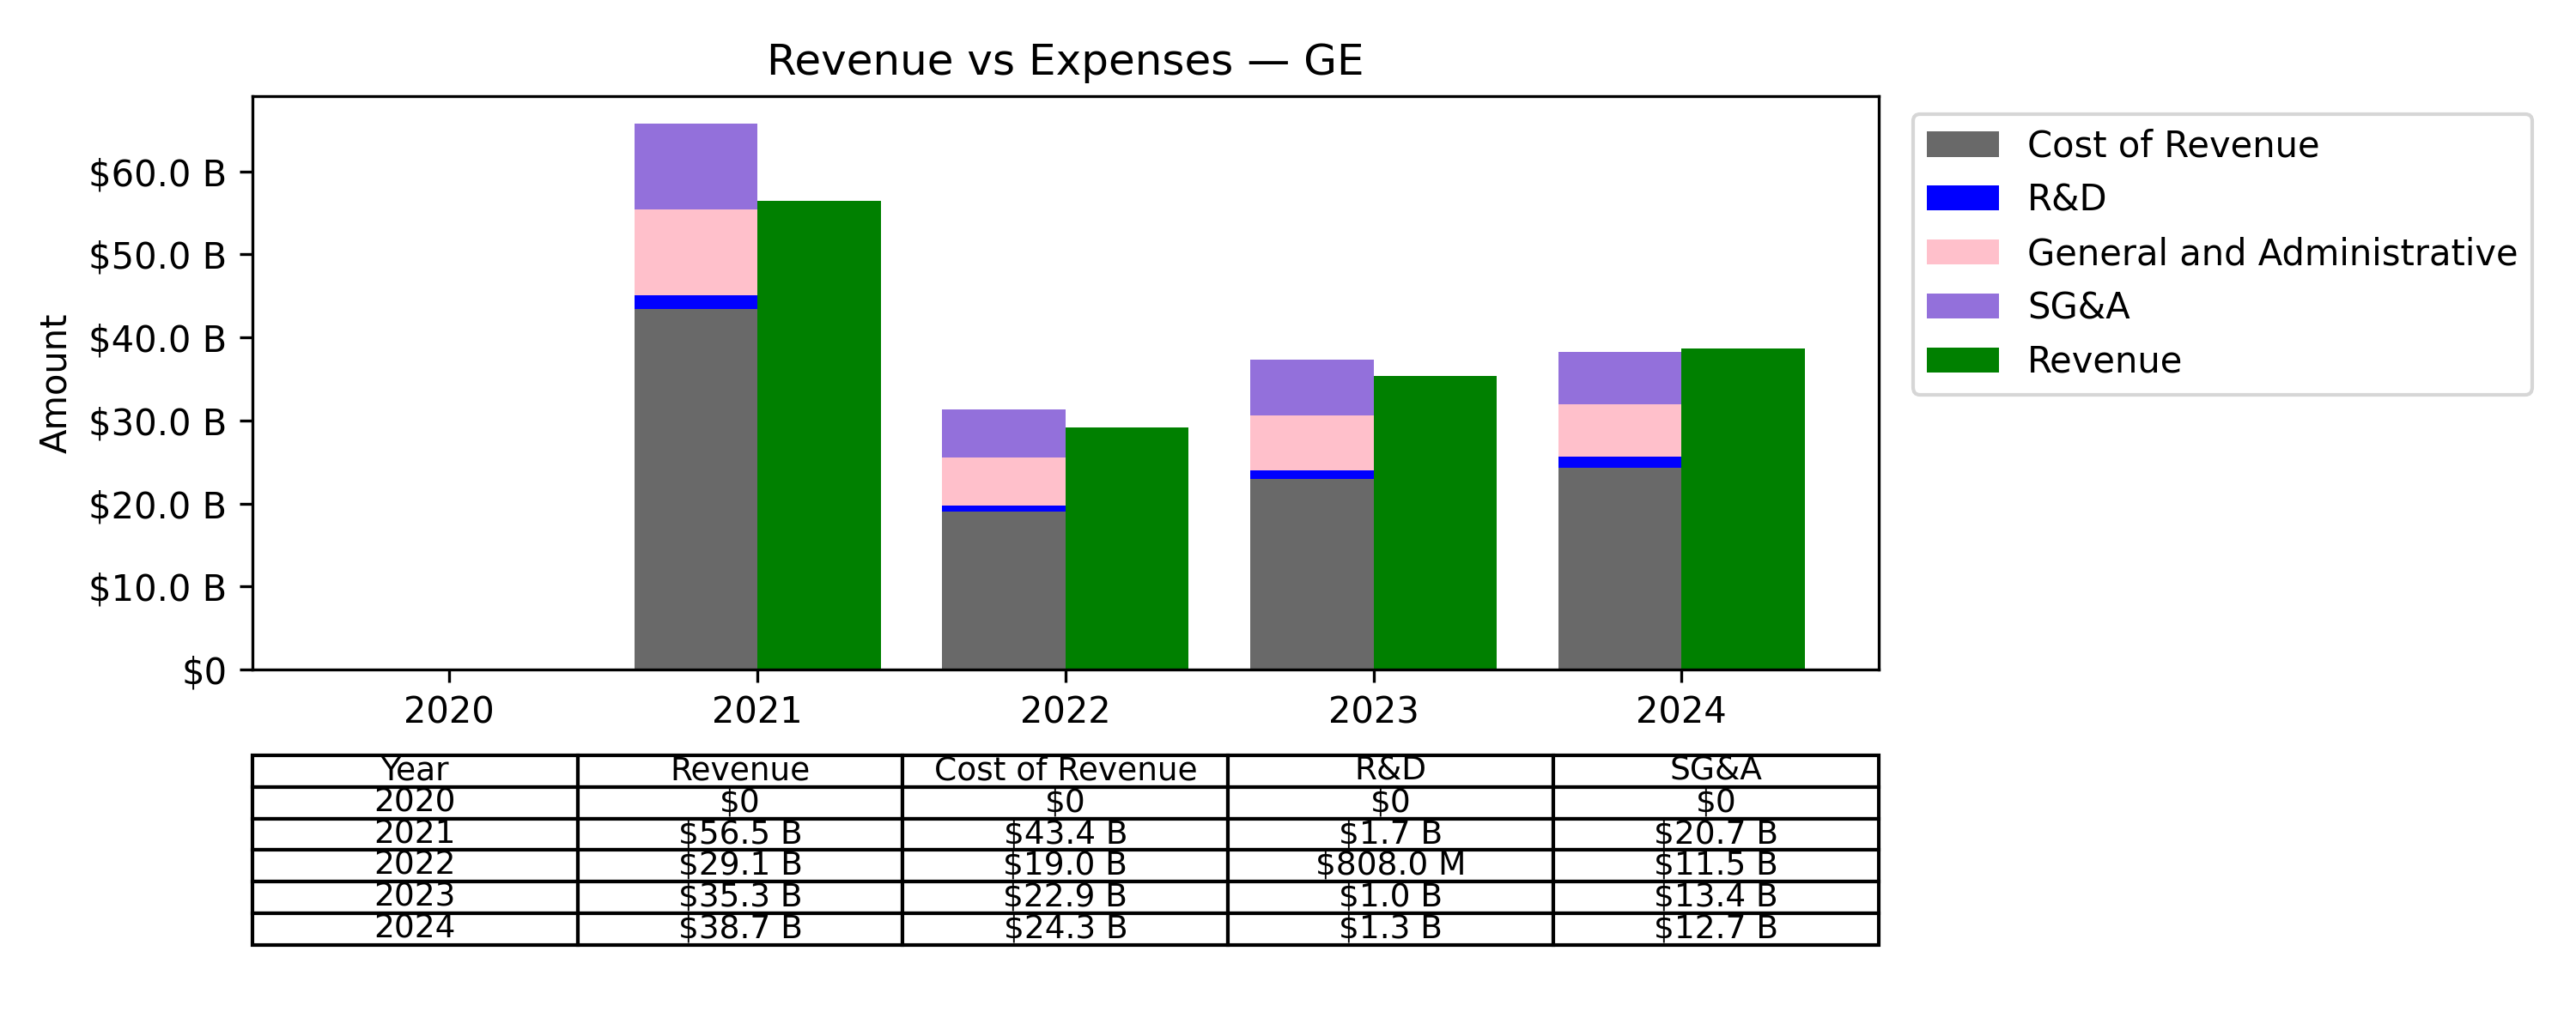 Revenue vs Expenses — GE
Amount
$60.0 B
$50.0 B
$40.0 B
$30.0 B
$20.0 B
$10.0 B
$0
2020 2021 2022 2023 2024
Cost of Revenue
R&D
General and Administrative
SG&A
Revenue
Year Revenue Cost of Revenue R&D SG&A
2020 $0 $0 $0 $0
2021 $56.5 B $43.4 B $1.7 B $20.7 B
2022 $29.1 B $19.0 B $808.0 M $11.5 B
2023 $35.3 B $22.9 B $1.0 B $13.4 B
2024 $38.7 B $24.3 B $1.3 B $12.7 B